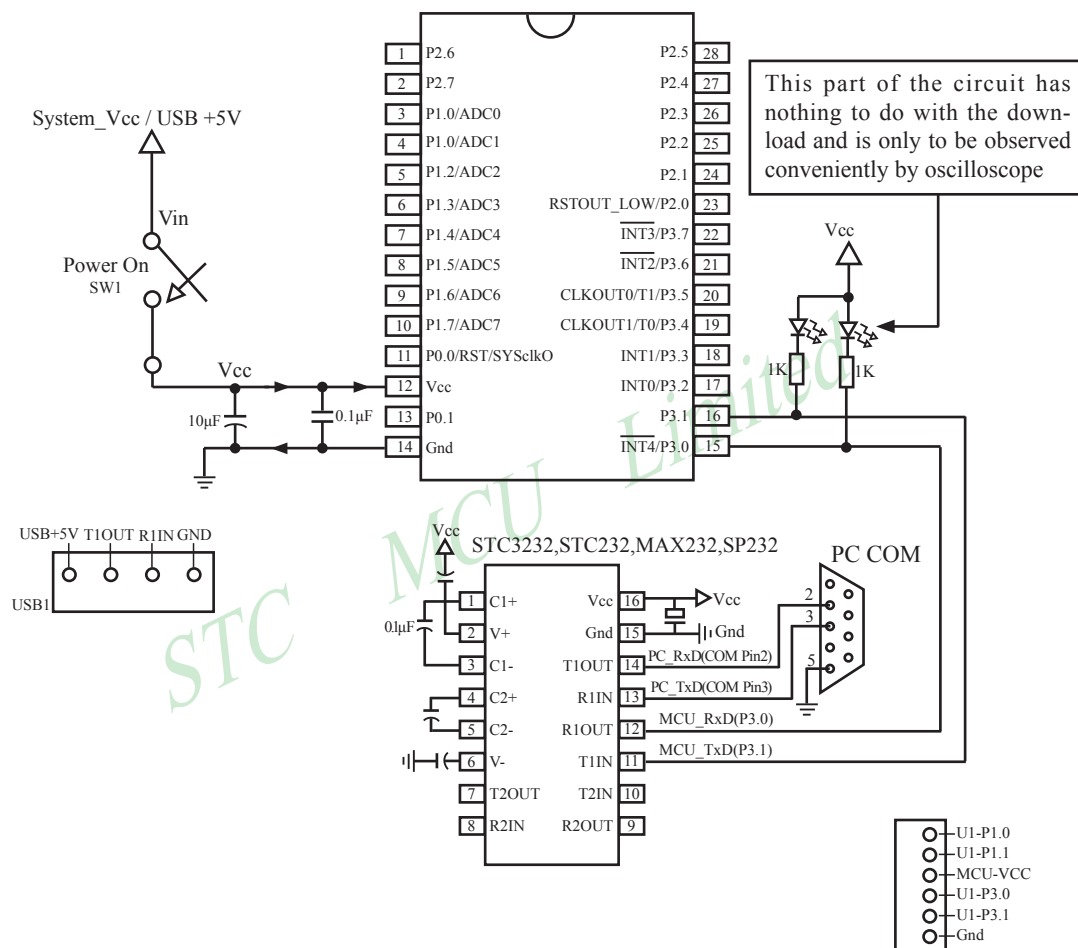 1 P2.6 P2.5 28
2 P2.7 P2.4 27
3 P1.0/ADC0 P2.3 26
4 P1.0/ADC1 P2.2 25
5 P1.2/ADC2 P2.1 24
6 P1.3/ADC3 RSTOUT_LOW/P2.0 23
7 P1.4/ADC4 INT3/P3.7 22
8 P1.5/ADC5 INT2/P3.6 21
9 P1.6/ADC6 CLKOUT0/T1/P3.5 20
10 P1.7/ADC7 CLKOUT1/T0/P3.4 19
11 P0.0/RST/SYSclkO INT1/P3.3 18
12 Vcc INT0/P3.2 17
13 P0.1 P3.1 16
14 Gnd INT4/P3.0 15
System_Vcc / USB +5V
Vin
Power On
SW1
Vcc
10μF
0.1μF
This part of the circuit has
nothing to do with the down-
load and is only to be observed
conveniently by oscilloscope
Vcc
1K
1K
USB+5V T1OUT R1IN GND
USB1
STC MCU Limited
Vcc
STC3232,STC232,MAX232,SP232
0.1μF
1 C1+ Vcc 16 Vcc
2 V+ Gnd 15 Gnd
3 C1- T1OUT 14 PC_RxD(COM Pin2)
4 C2+ R1IN 13 PC_TxD(COM Pin3)
5 C2- R1OUT 12 MCU_RxD(P3.0)
6 V- T1IN 11 MCU_TxD(P3.1)
7 T2OUT T2IN 10
8 R2IN R2OUT 9
PC COM
2
3
5
U1-P1.0
U1-P1.1
MCU-VCC
U1-P3.0
U1-P3.1
Gnd